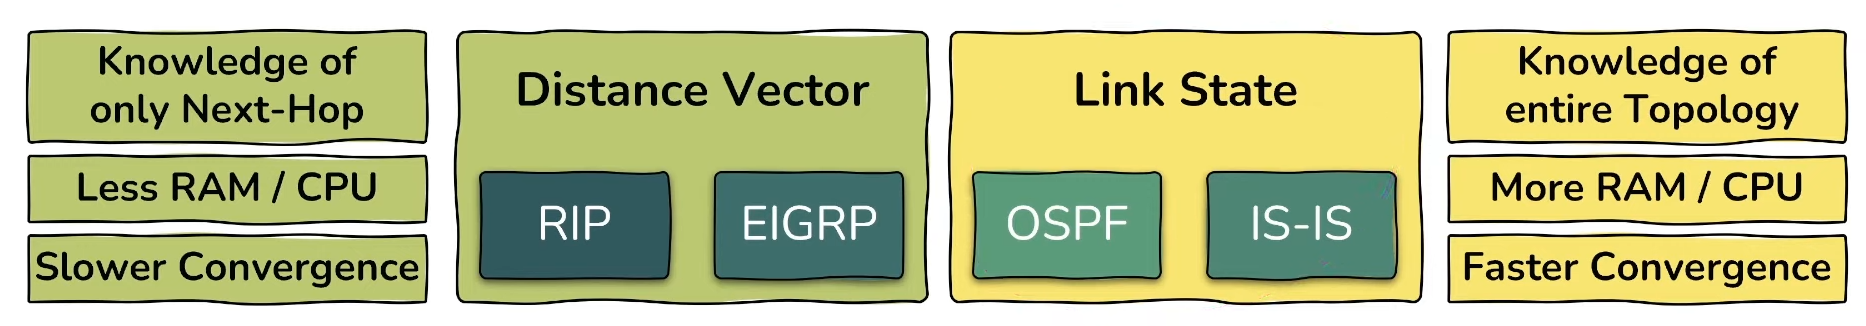 Knowledge of
only Next-Hop
Less RAM / CPU
Slower Convergence
Distance Vector
RIP
EIGRP
Link State
OSPF
IS-IS
Knowledge of
entire Topology
More RAM / CPU
Faster Convergence